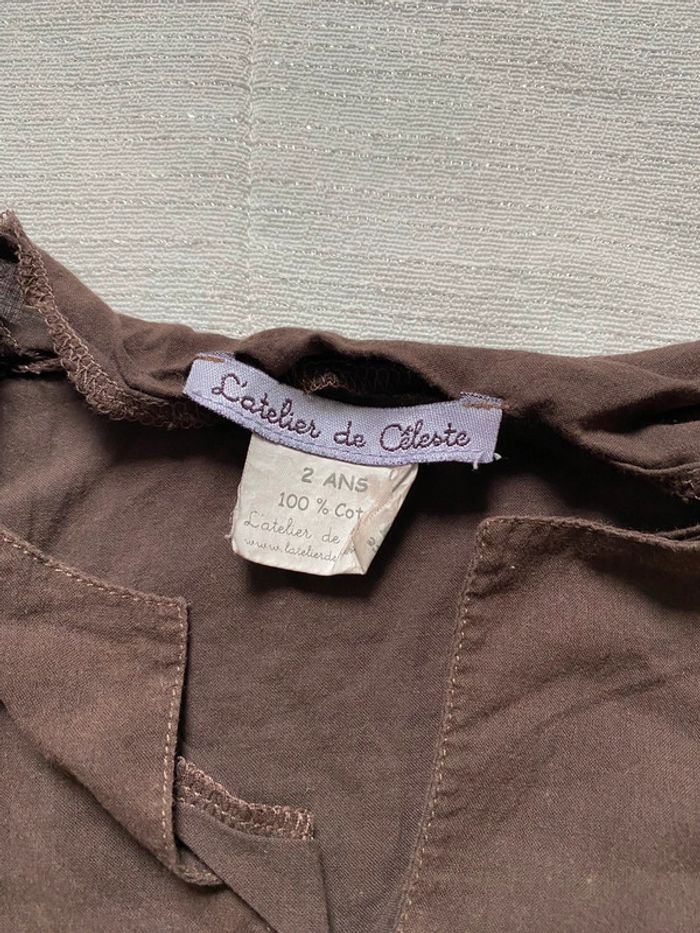 L'atelier de Céleste
2 ANS
100 % Cot
L'atelier de
www.latelierde